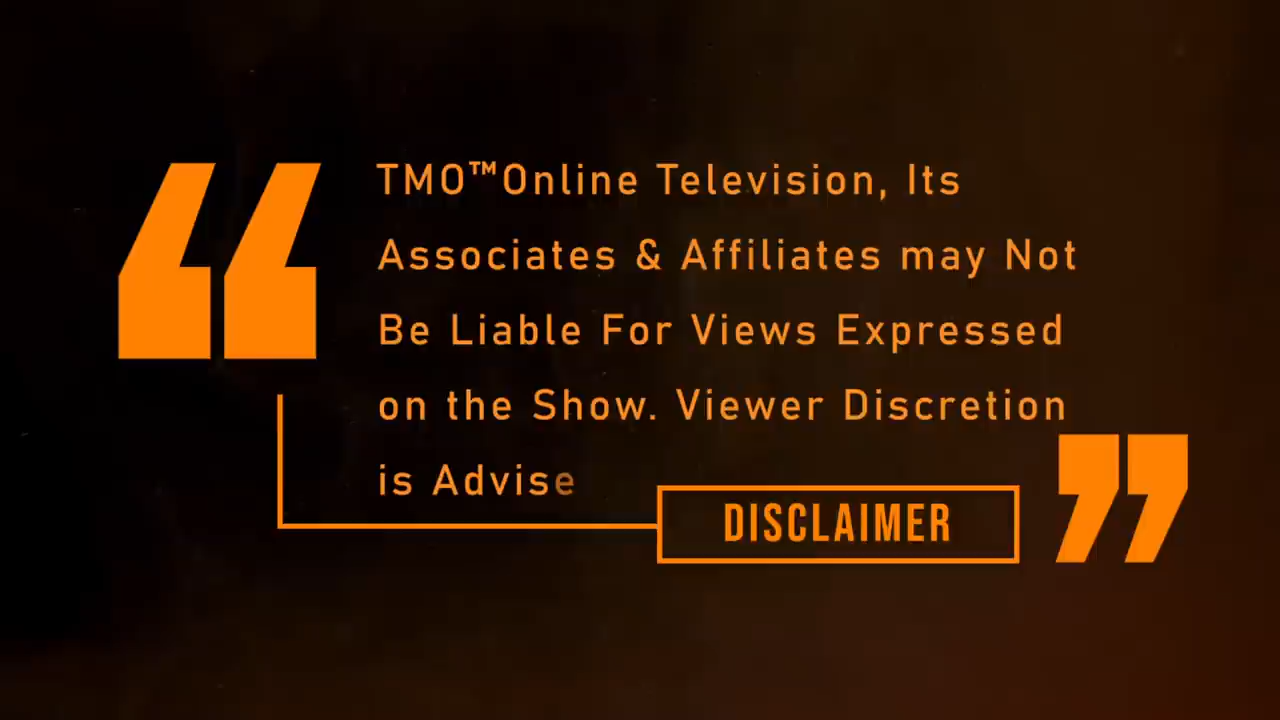 TMO™Online Television, Its
Associates & Affiliates may Not
Be Liable For Views Expressed
on the Show. Viewer Discretion
is Advise
DISCLAIMER